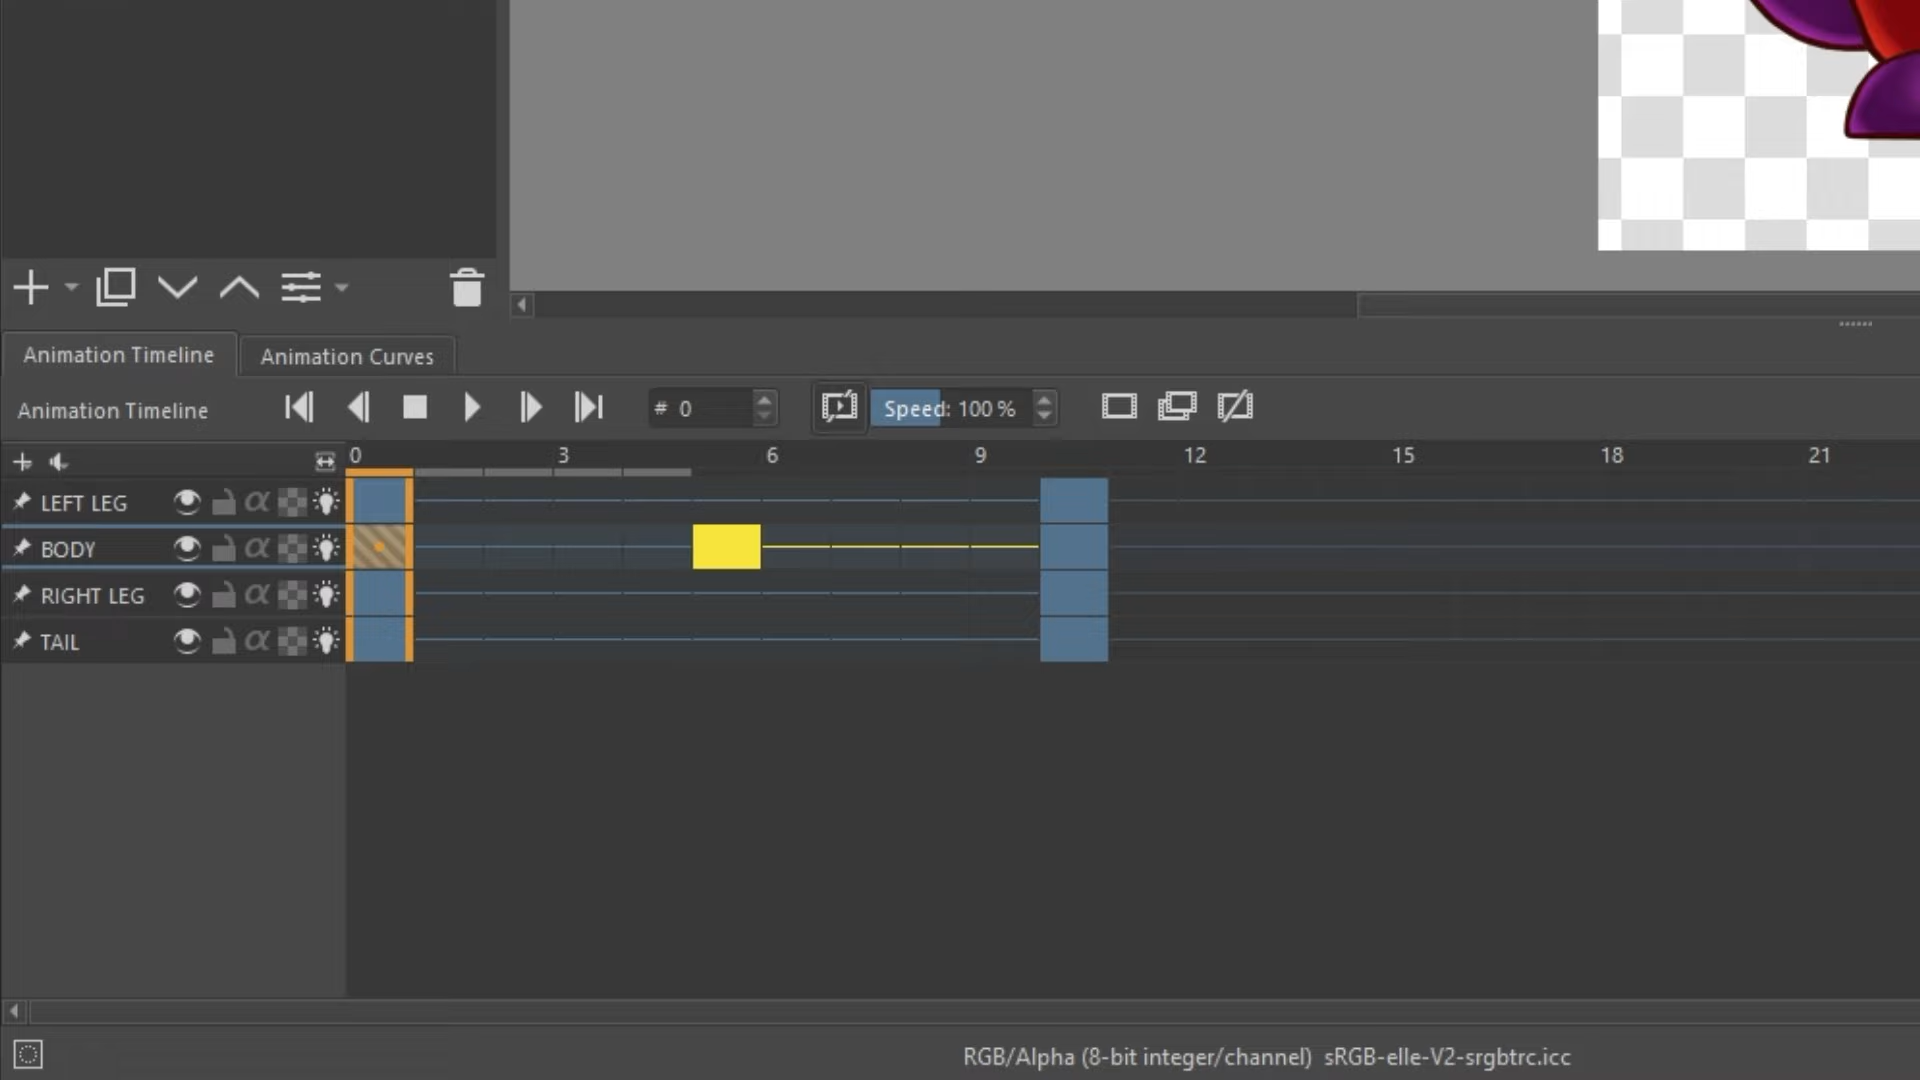 Animation Timeline Animation Curves
Animation Timeline # 0 Speed: 100 %
0 3 6 9 12 15 18 21
LEFT LEG α
BODY α
RIGHT LEG α
TAIL α
RGB/Alpha (8-bit integer/channel) sRGB-elle-V2-srgbtrc.icc